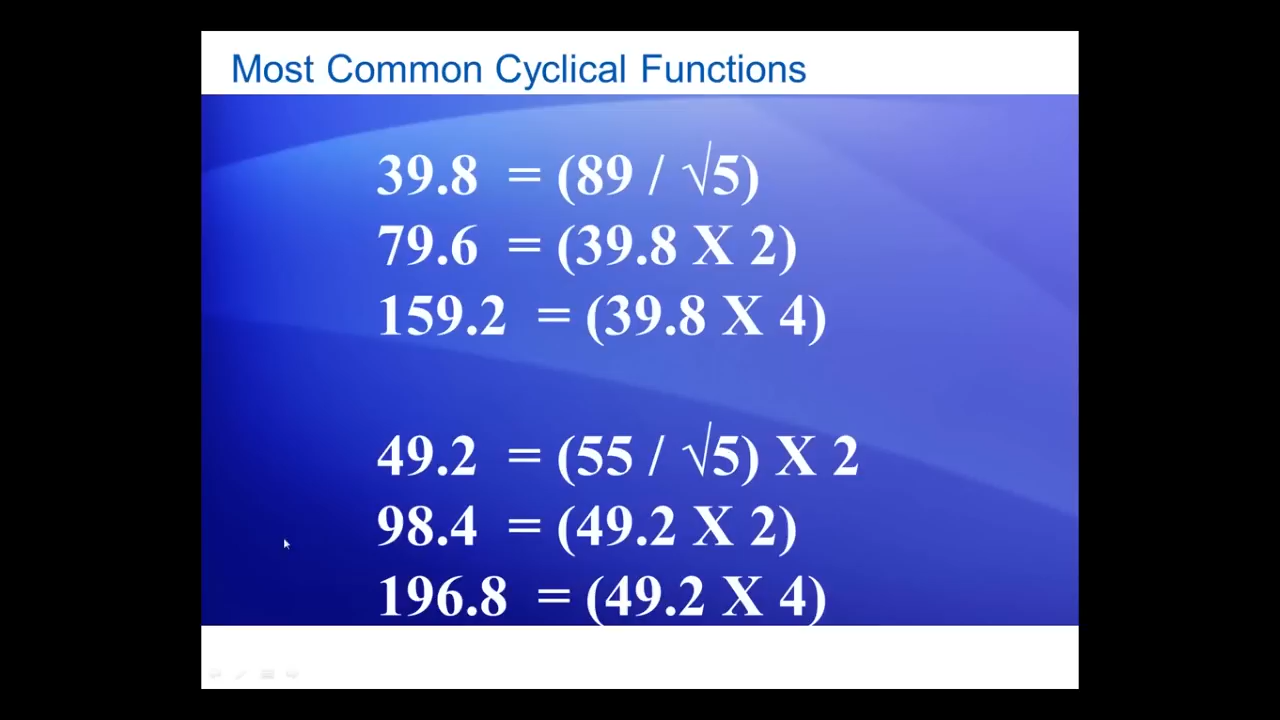 Most Common Cyclical Functions
39.8 = (89 / √5)
79.6 = (39.8 X 2)
159.2 = (39.8 X 4)
49.2 = (55 / √5) X 2
98.4 = (49.2 X 2)
196.8 = (49.2 X 4)